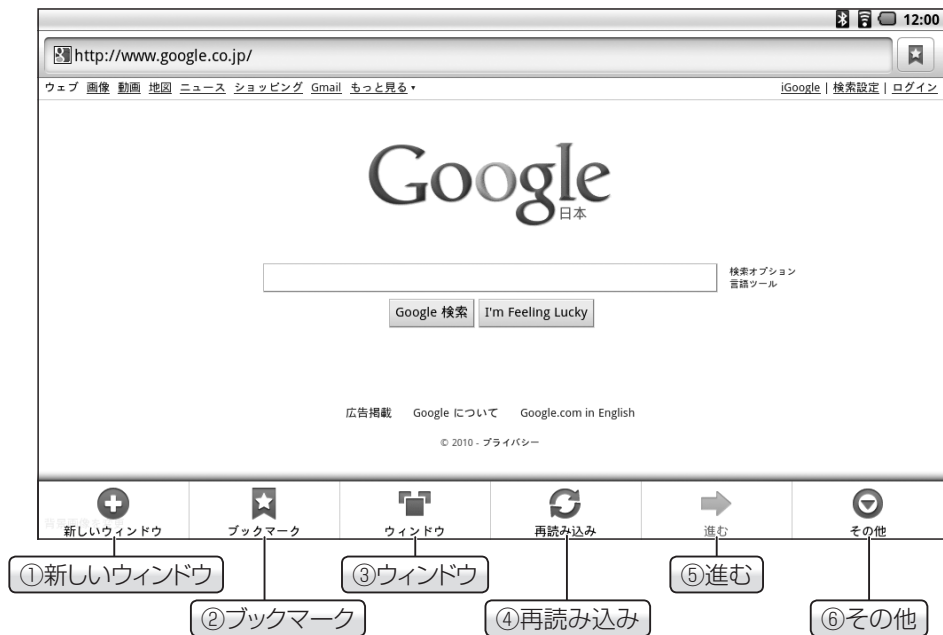 12:00
http://www.google.co.jp/
ウェブ 画像 動画 地図 ニュース ショッピング Gmail もっと見る ▾ iGoogle | 検索設定 | ログイン
Google
日本
検索オプション
言語ツール
Google 検索 I'm Feeling Lucky
広告掲載 Google について Google.com in English
© 2010 - プライバシー
新しいウィンドウ ブックマーク ウィンドウ 再読み込み 進む その他
①新しいウィンドウ ③ウィンドウ ⑤進む
②ブックマーク ④再読み込み ⑥その他